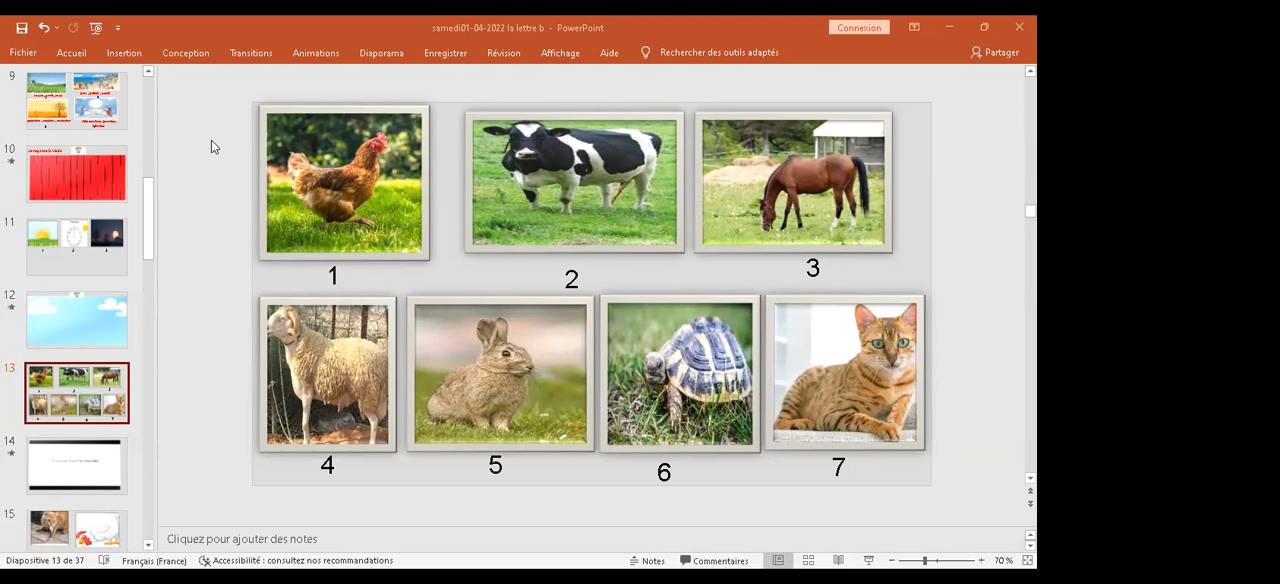 samedi01-04-2022 la lettre b - PowerPoint
Connexion
Fichier Accueil Insertion Conception Transitions Animations Diaporama Enregistrer Révision Affichage Aide Rechercher des outils adaptés Partager
9
10
11
12
13
14
15
1
2
3
4
5
6
7
Cliquez pour ajouter des notes
Diapositive 13 de 37 Français (France) Accessibilité : consultez nos recommandations Notes Commentaires 70 %